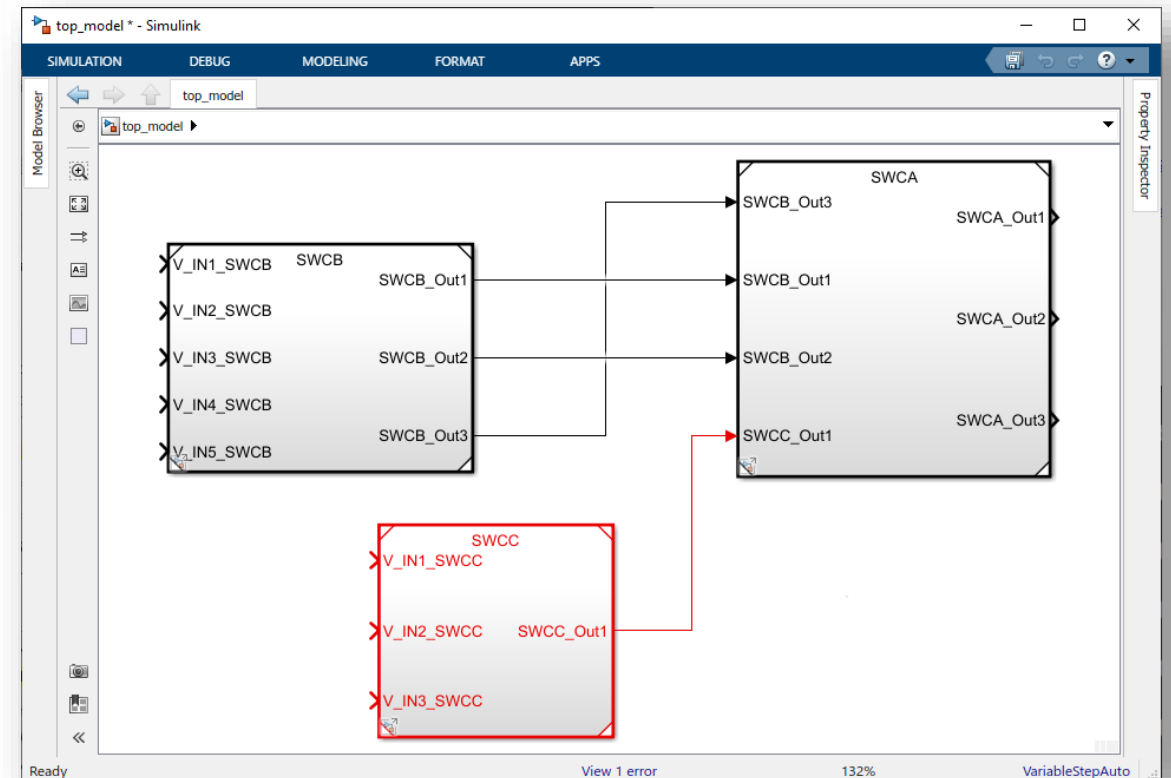 top_model * - Simulink
SIMULATION DEBUG MODELING FORMAT APPS
?
Model Browser
top_model
top_model
Property Inspector
SWCA
SWCB_Out3
SWCA_Out1
SWCB
V_IN1_SWCB
SWCB_Out1
SWCB_Out1
V_IN2_SWCB
SWCA_Out2
V_IN3_SWCB
SWCB_Out2
SWCB_Out2
V_IN4_SWCB
SWCA_Out3
SWCB_Out3
SWCC_Out1
V_IN5_SWCB
SWCC
V_IN1_SWCC
V_IN2_SWCC
SWCC_Out1
V_IN3_SWCC
Ready View 1 error 132% VariableStepAuto